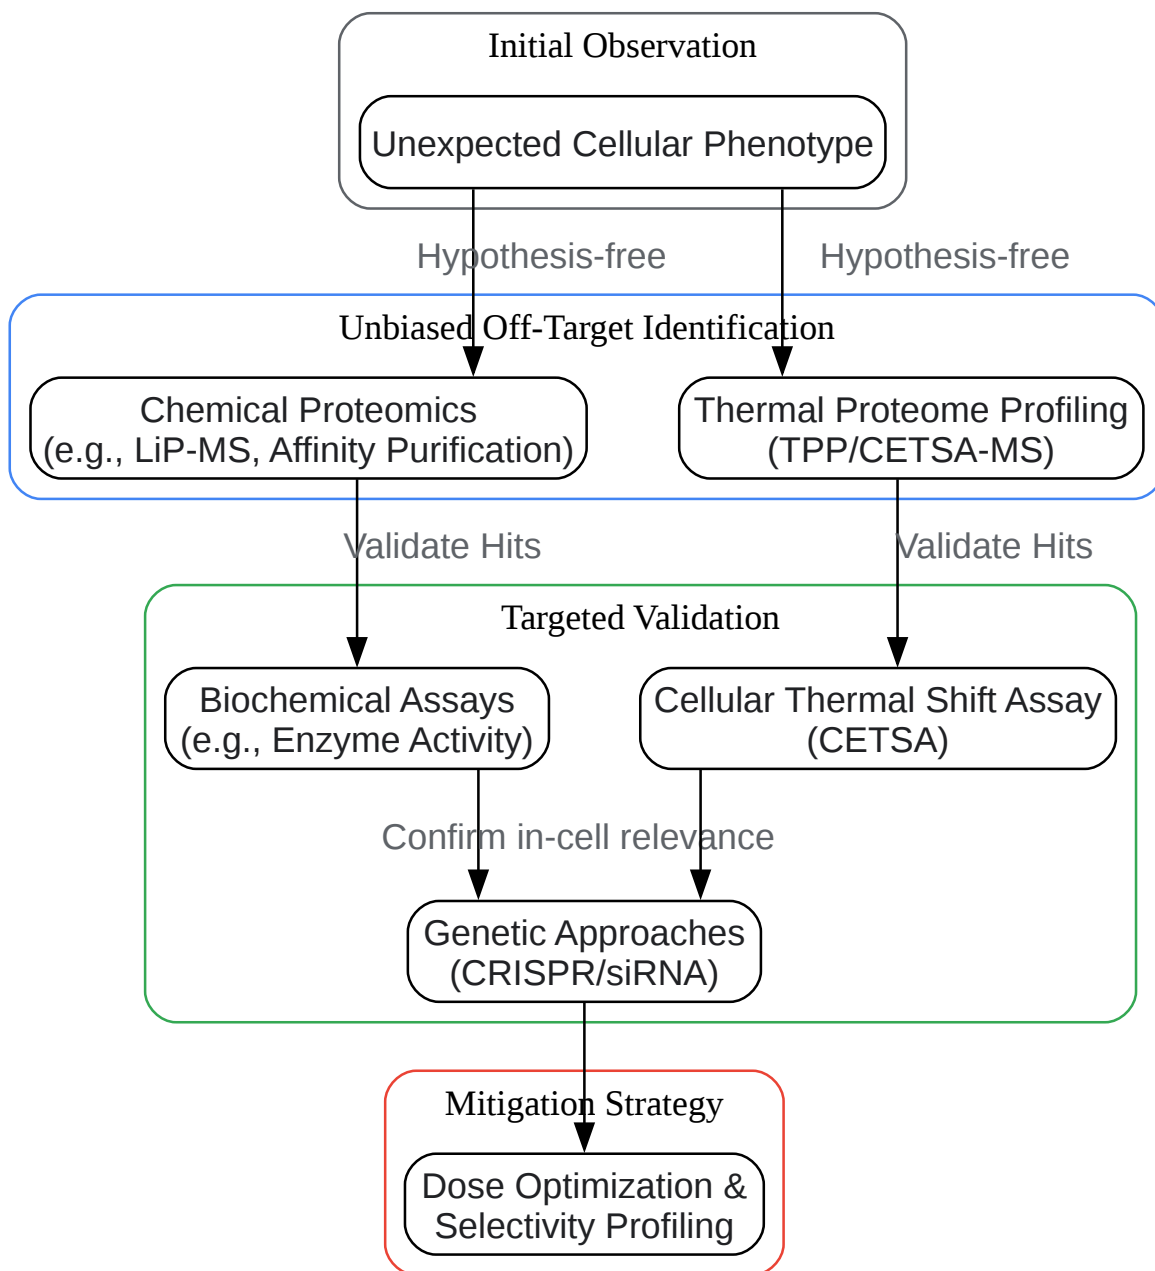 Initial Observation
Unexpected Cellular Phenotype
Hypothesis-free
Hypothesis-free
Unbiased Off-Target Identification
Chemical Proteomics
(e.g., LiP-MS, Affinity Purification)
Thermal Proteome Profiling
(TPP/CETSA-MS)
Validate Hits
Validate Hits
Targeted Validation
Biochemical Assays
(e.g., Enzyme Activity)
Cellular Thermal Shift Assay
(CETSA)
Confirm in-cell relevance
Genetic Approaches
(CRISPR/siRNA)
Mitigation Strategy
Dose Optimization &
Selectivity Profiling